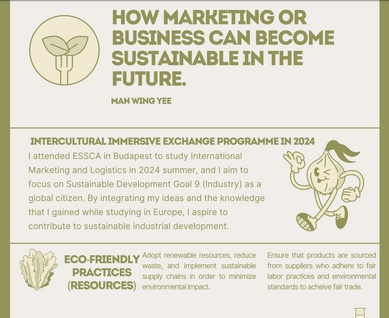 HOW MARKETING OR
BUSINESS CAN BECOME
SUSTAINABLE IN THE
FUTURE.
MAN WING YEE
INTERCULTURAL IMMERSIVE EXCHANGE PROGRAMME IN 2024
I attended ESSCA in Budapest to study International
Marketing and Logistics in 2024 summer, and I aim to
focus on Sustainable Development Goal 9 (Industry) as a
global citizen. By integrating my ideas and the knowledge
that I gained while studying in Europe, I aspire to
contribute to sustainable industrial development.
ECO-FRIENDLY
PRACTICES
(RESOURCES)
Adopt renewable resources, reduce
waste, and implement sustainable
supply chains in order to minimize
environmental impact.
Ensure that products are sourced
from suppliers who adhere to fair
labor practices and environmental
standards to acheive fair trade.